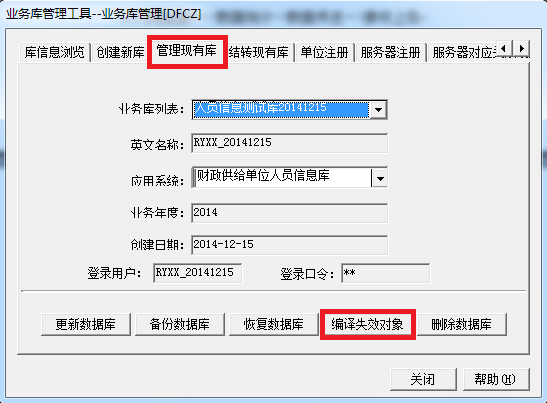 业务库管理工具--业务库管理[DFCZ]
库信息浏览 创建新库 管理现有库 结转现有库 单位注册 服务器注册 服务器对应
业务库列表： 人员信息测试库20141215
英文名称： RYXX_20141215
应用系统： 财政供给单位人员信息库
业务年度： 2014
创建日期： 2014-12-15
登录用户： RYXX_20141215 登录口令： **
更新数据库 备份数据库 恢复数据库 编译失效对象 删除数据库
关闭 帮助(H)